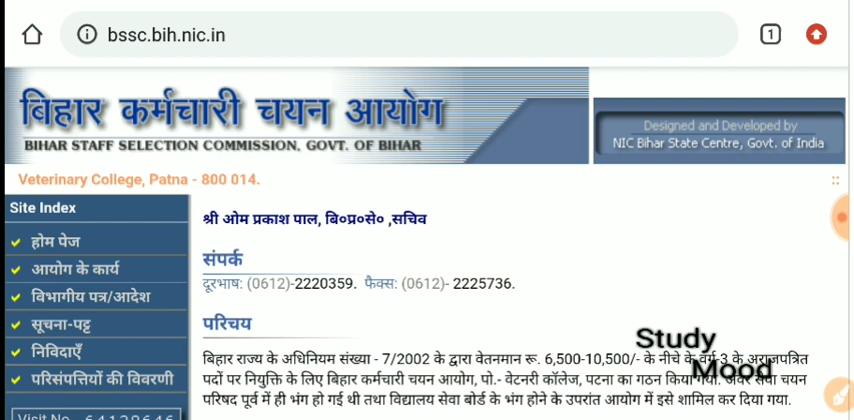 bssc.bih.nic.in
1
बिहार कर्मचारी चयन आयोग
BIHAR STAFF SELECTION COMMISSION, GOVT. OF BIHAR
Designed and Developed by
NIC Bihar State Centre, Govt. of India
Veterinary College, Patna - 800 014.
::
Site Index
होम पेज
आयोग के कार्य
विभागीय पत्र/आदेश
सूचना-पट्ट
निविदाएँ
परिसंपत्तियों की विवरणी
Visit No. 64128646
श्री ओम प्रकाश पाल, बि०प्र०से० ,सचिव
संपर्क
दूरभाष: (0612)-2220359. फैक्स: (0612)- 2225736.
परिचय
बिहार राज्य के अधिनियम संख्या - 7/2002 के द्वारा वेतनमान रू. 6,500-10,500/- के नीचे के वर्ग-3 के अराजपत्रित
पदों पर नियुक्ति के लिए बिहार कर्मचारी चयन आयोग, पो.- वेटनरी कॉलेज, पटना का गठन किया गया. अवर सेवा चयन
परिषद पूर्व में ही भंग हो गई थी तथा विद्यालय सेवा बोर्ड के भंग होने के उपरांत आयोग में इसे शामिल कर दिया गया.
Study
Mood